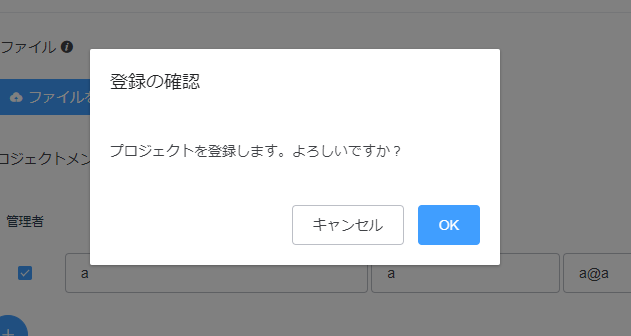 ファイル
ファイルを
登録の確認
プロジェクトを登録します。よろしいですか？
キャンセル
OK
ロジェクトメン
管理者
a
a
a@a